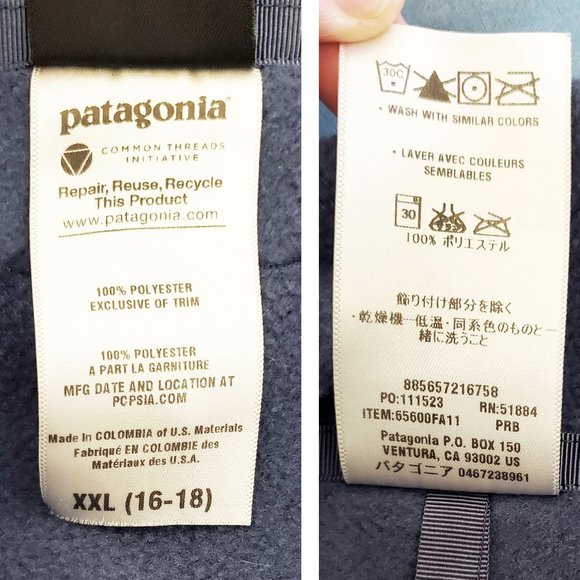 patagonia
COMMON THREADS
INITIATIVE
Repair, Reuse, Recycle
This Product
www.patagonia.com
100% POLYESTER
EXCLUSIVE OF TRIM
100% POLYESTER
A PART LA GARNITURE
MFG DATE AND LOCATION AT
PCPSIA.COM
Made in COLOMBIA of U.S. Materials
Fabriqué EN COLOMBIE des
Matériaux des U.S.A.
XXL (16-18)
30C
• WASH WITH SIMILAR COLORS
• LAVER AVEC COULEURS
SEMBLABLES
30
100% ポリエステル
飾り付け部分を除く
・乾燥機―低温・同系色のものと一
緒に洗うこと
885657216758
PO:111523 RN:51884
ITEM:65600FA11 PRB
Patagonia P.O. BOX 150
VENTURA, CA 93002 US
パタゴニア 0467238961